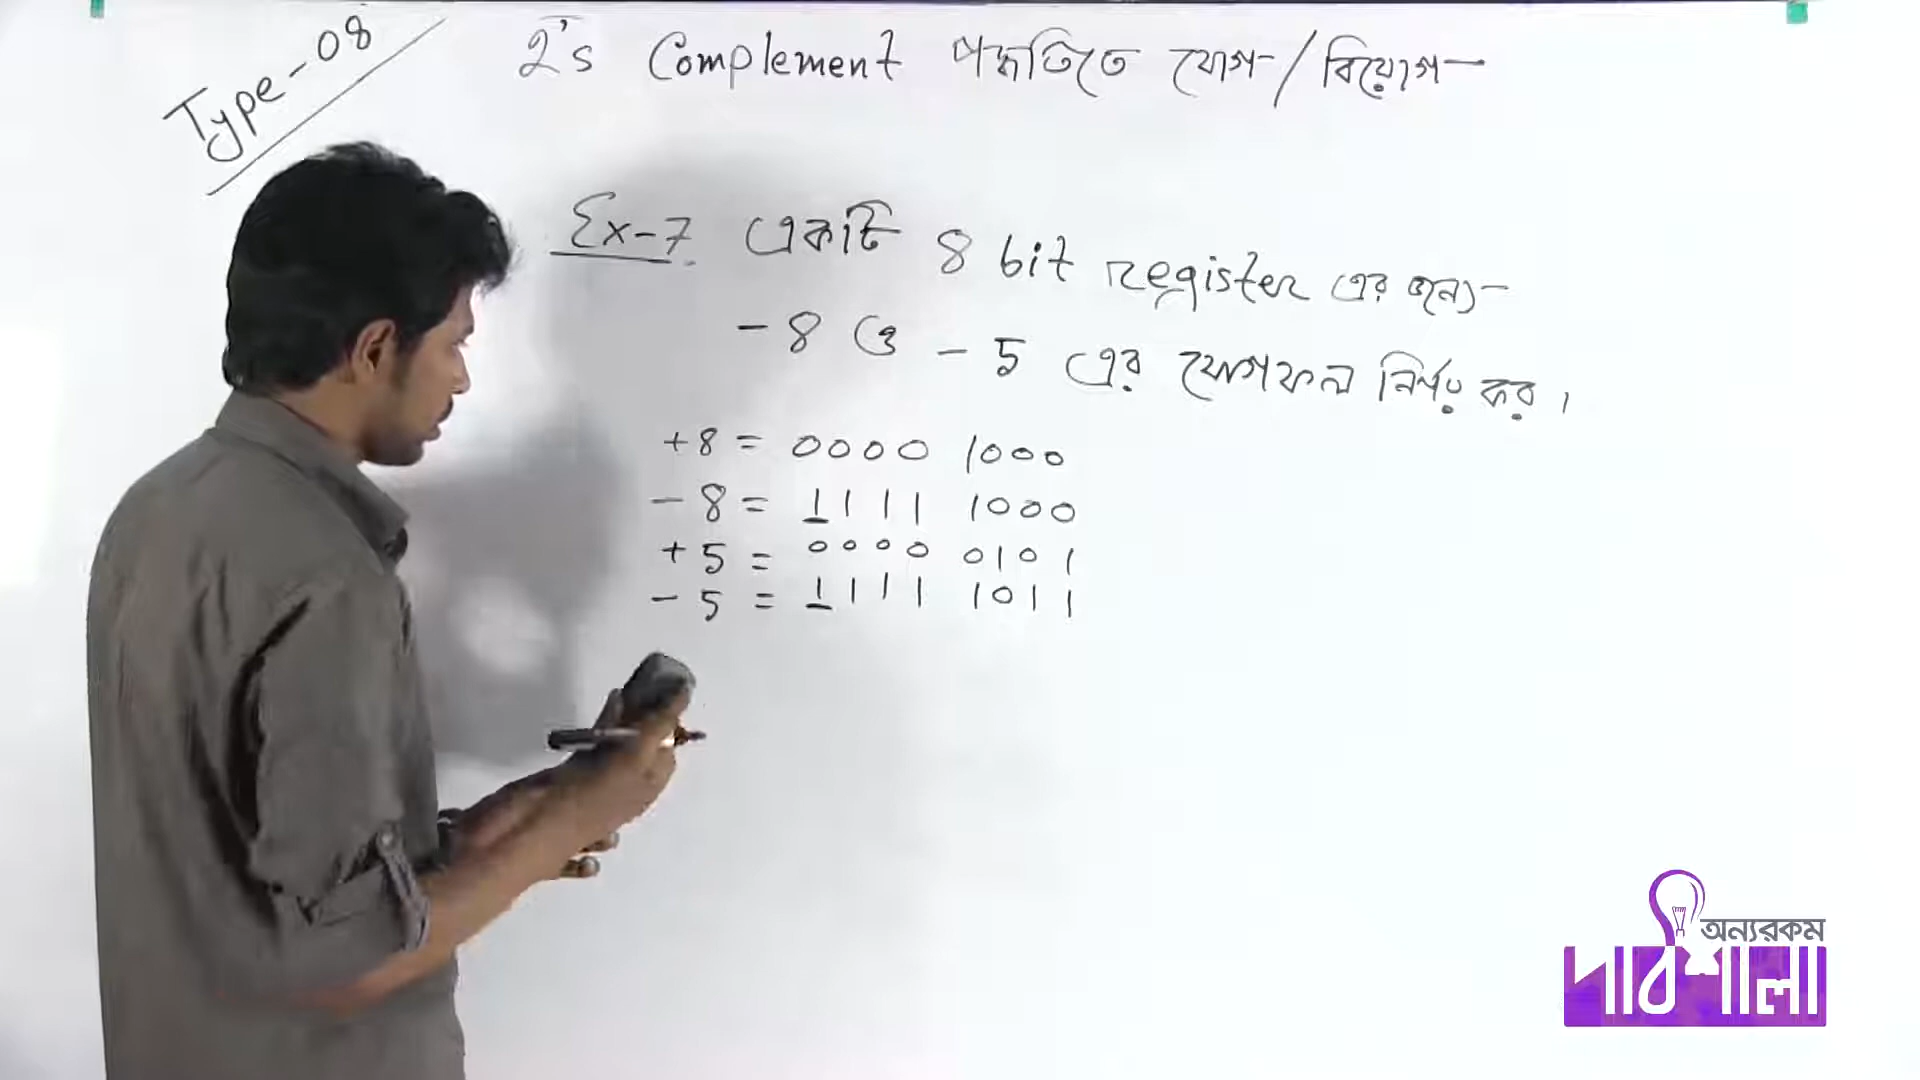 Type-08
2's Complement পদ্ধতিতে যোগ/বিয়োগ
Ex-7 একটি 8 bit register এর জন্য
-8 ও -5 এর যোগফল নির্ণয় কর।
+8 = 0000 1000
-8 = 1111 1000
+5 = 0000 0101
-5 = 1111 1011
অন্যরকম
পাঠশালা